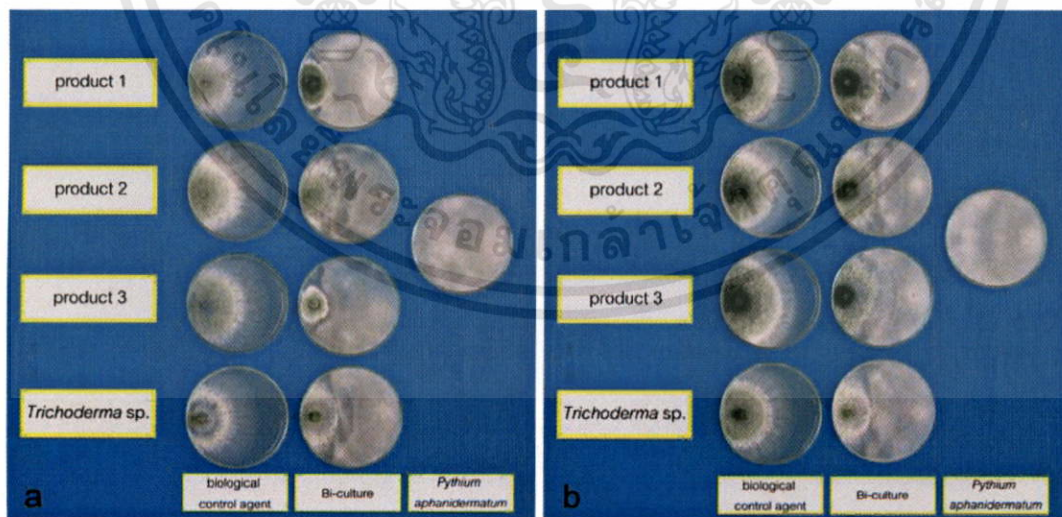 product 1
product 2
product 3
Trichoderma sp.
biological
control agent
Bi-culture
Pythium
aphanidermatum
a
product 1
product 2
product 3
Trichoderma sp.
biological
control agent
Bi-culture
Pythium
aphanidermatum
b